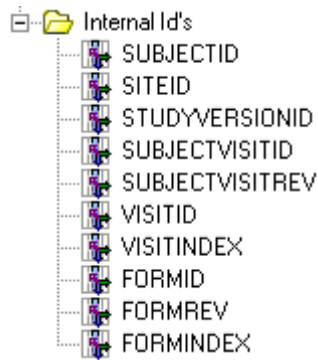 Internal Id's
SUBJECTID
SITEID
STUDYVERSIONID
SUBJECTVISITID
SUBJECTVISITREV
VISITID
VISITINDEX
FORMID
FORMREV
FORMINDEX